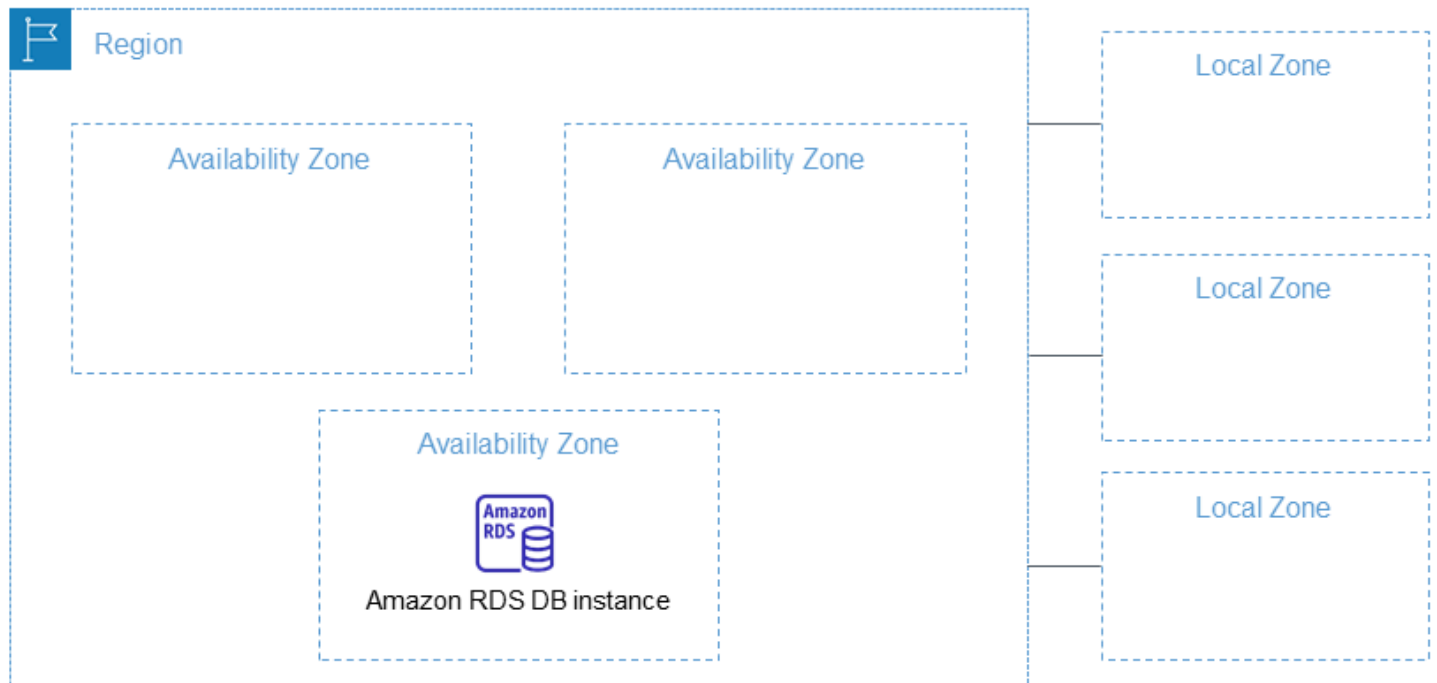 Region
Local Zone
Availability Zone
Availability Zone
Local Zone
Availability Zone
Amazon
RDS
Local Zone
Amazon RDS DB instance